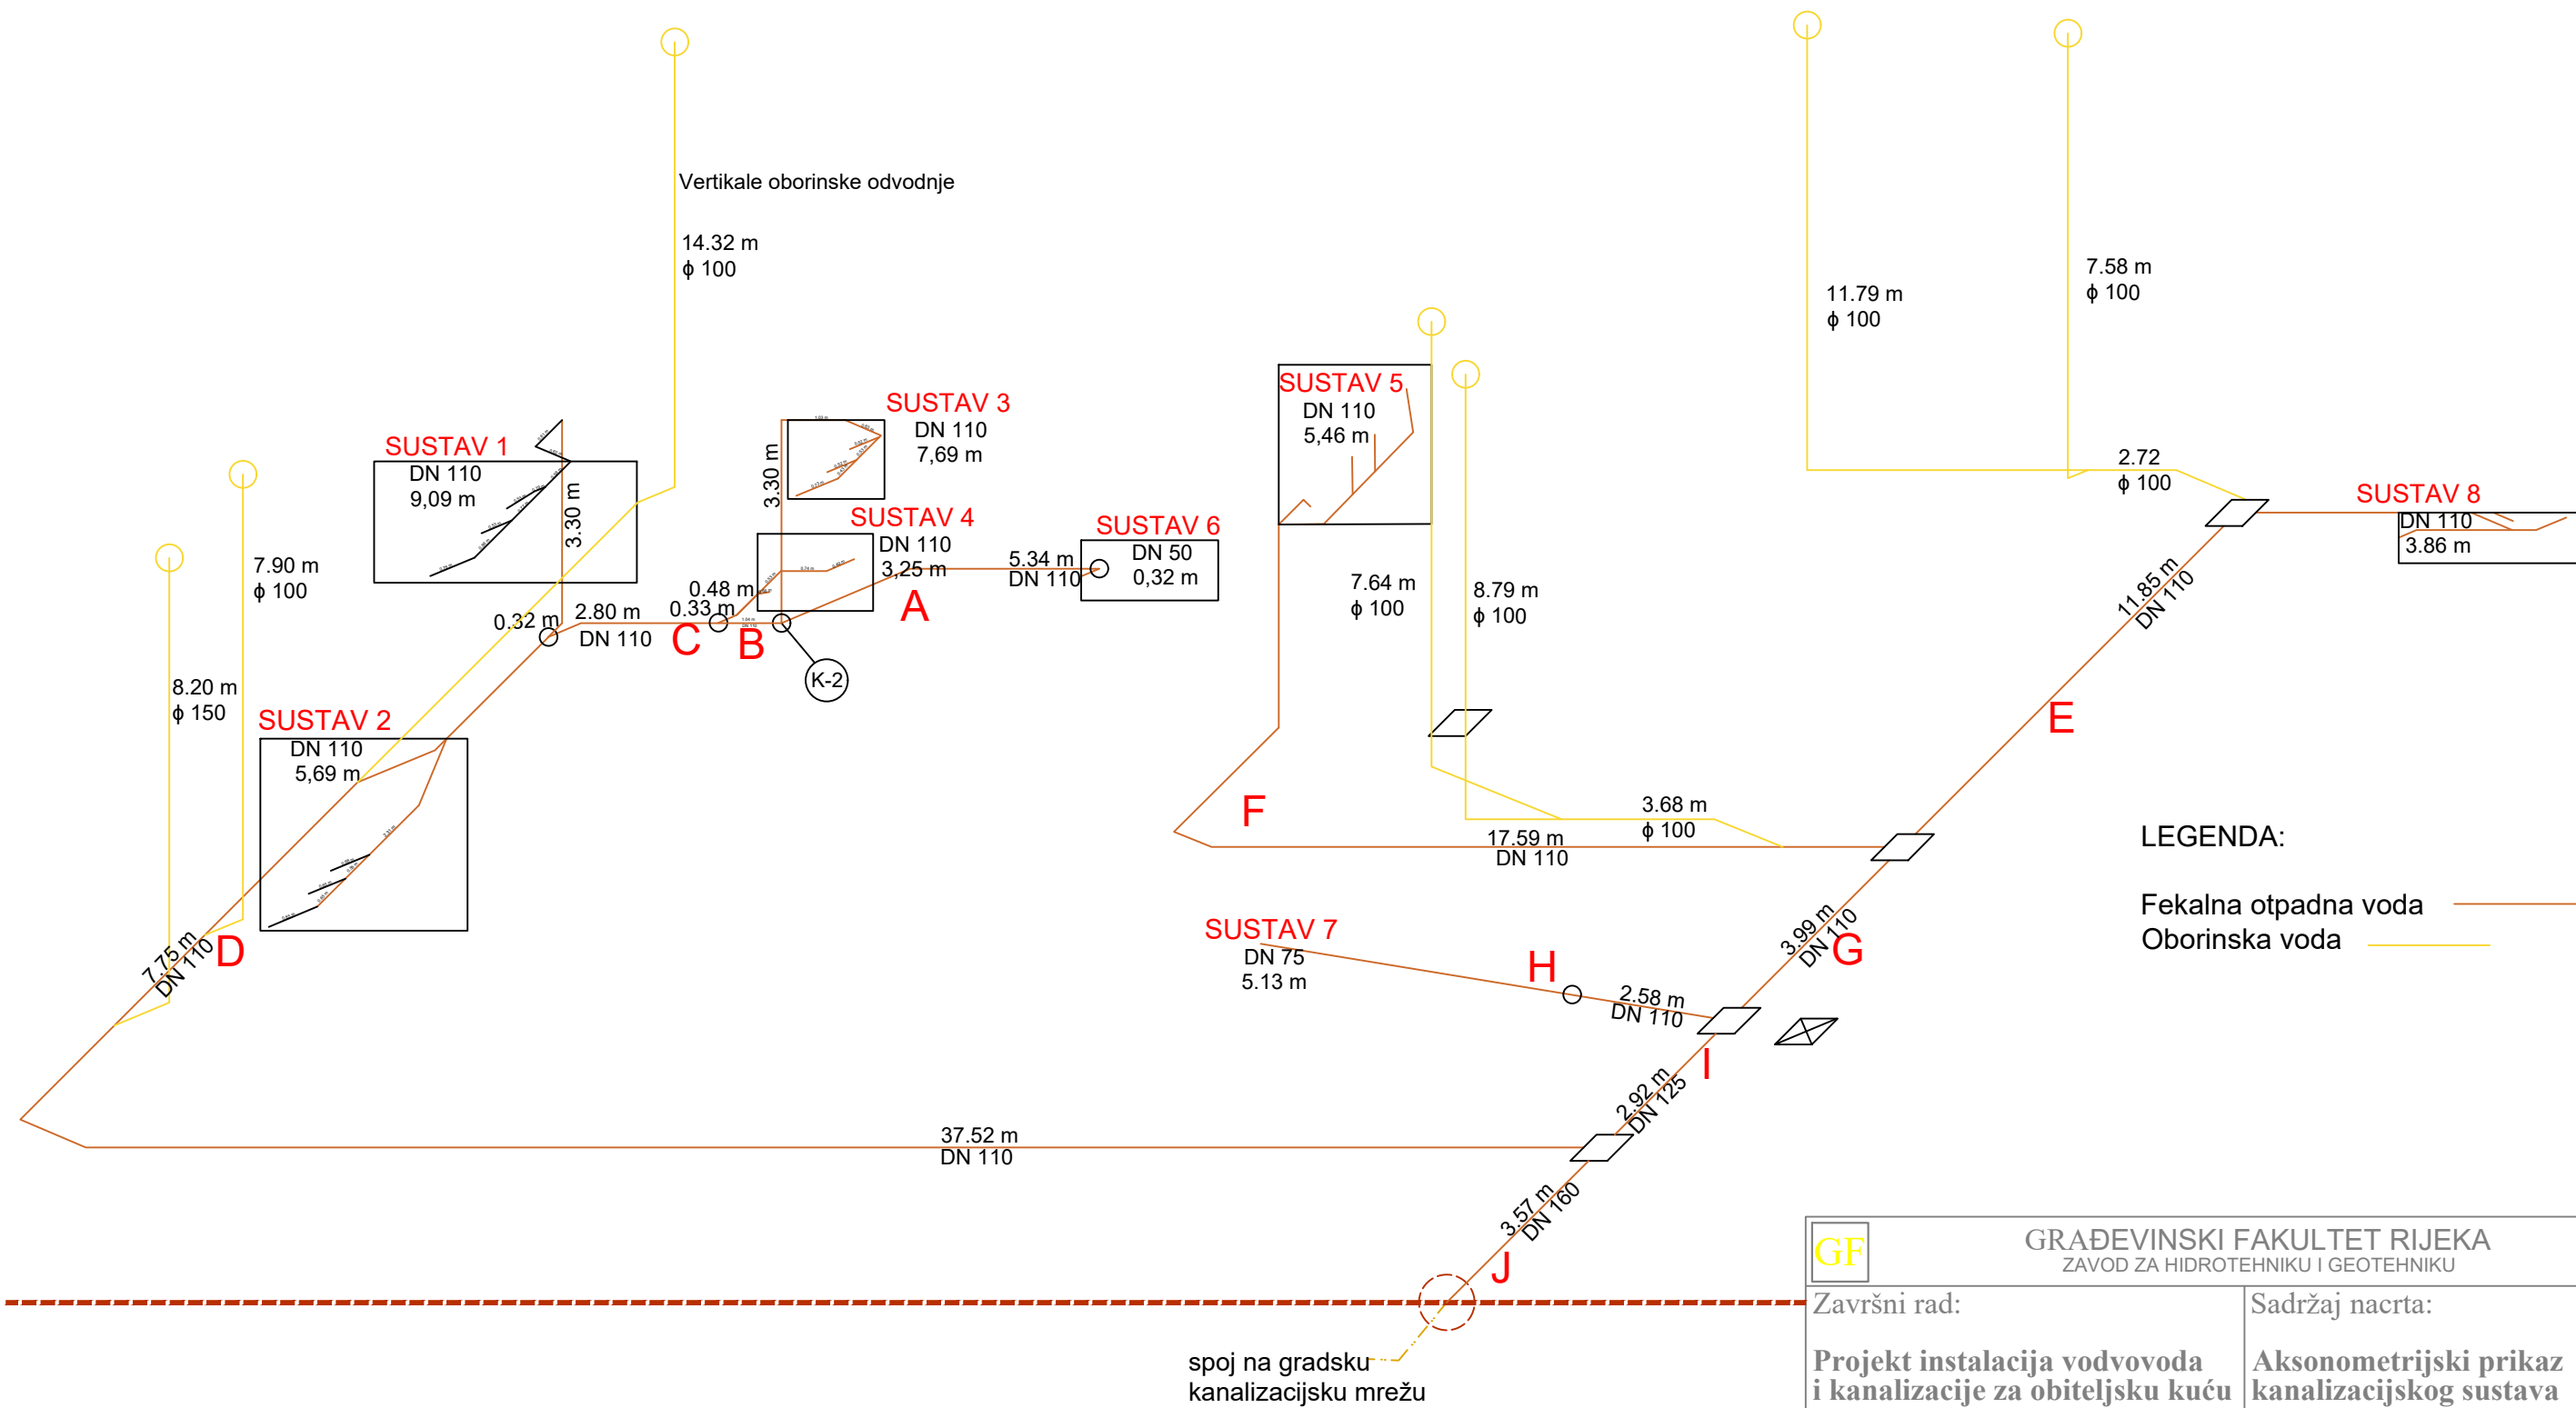 Vertikale oborinske odvodnje
14.32 m
ϕ 100
11.79 m
ϕ 100
7.58 m
ϕ 100
2.72
ϕ 100
SUSTAV 1
DN 110
9,09 m
3.30 m
SUSTAV 3
DN 110
7,69 m
3.30 m
SUSTAV 4
DN 110
3,25 m
SUSTAV 6
DN 50
0,32 m
5.34 m
DN 110
A
SUSTAV 5
DN 110
5,46 m
SUSTAV 8
DN 110
3.86 m
7.90 m
ϕ 100
0.48 m
0.33 m
0.32 m
2.80 m
DN 110
C
B
K-2
7.64 m
ϕ 100
8.79 m
ϕ 100
11.85 m
DN 110
E
8.20 m
ϕ 150
SUSTAV 2
DN 110
5,69 m
F
3.68 m
ϕ 100
17.59 m
DN 110
LEGENDA:
Fekalna otpadna voda
Oborinska voda
7.75 m
DN 110
D
SUSTAV 7
DN 75
5.13 m
H
2.58 m
DN 110
3.99 m
DN 110
G
I
2.92 m
DN 125
37.52 m
DN 110
3.57 m
DN 160
J
spoj na gradsku
kanalizacijsku mrežu
GF
GRAĐEVINSKI FAKULTET RIJEKA
ZAVOD ZA HIDROTEHNIKU I GEOTEHNIKU
Završni rad:
Projekt instalacija vodvovoda
i kanalizacije za obiteljsku kuću
Sadržaj nacrta:
Aksonometrijski prikaz
kanalizacijskog sustava